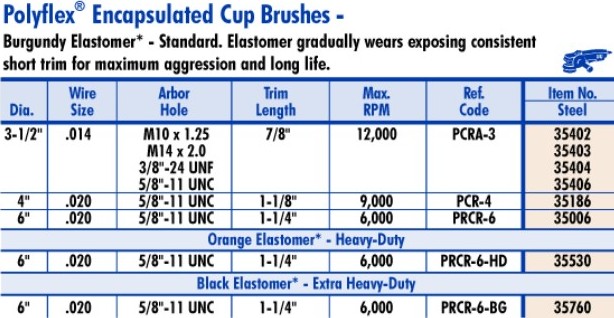 Polyflex® Encapsulated Cup Brushes -
Burgundy Elastomer* - Standard. Elastomer gradually wears exposing consistent
short trim for maximum aggression and long life.
Dia. Wire Size Arbor Hole Trim Length Max. RPM Ref. Code Item No. Steel
3-1/2" .014 M10 x 1.25 7/8" 12,000 PCRA-3 35402
M14 x 2.0 35403
3/8"-24 UNF 35404
5/8"-11 UNC 35406
4" .020 5/8"-11 UNC 1-1/8" 9,000 PCR-4 35186
6" .020 5/8"-11 UNC 1-1/4" 6,000 PRCR-6 35006
Orange Elastomer* - Heavy-Duty
6" .020 5/8"-11 UNC 1-1/4" 6,000 PRCR-6-HD 35530
Black Elastomer* - Extra Heavy-Duty
6" .020 5/8"-11 UNC 1-1/4" 6,000 PRCR-6-BG 35760